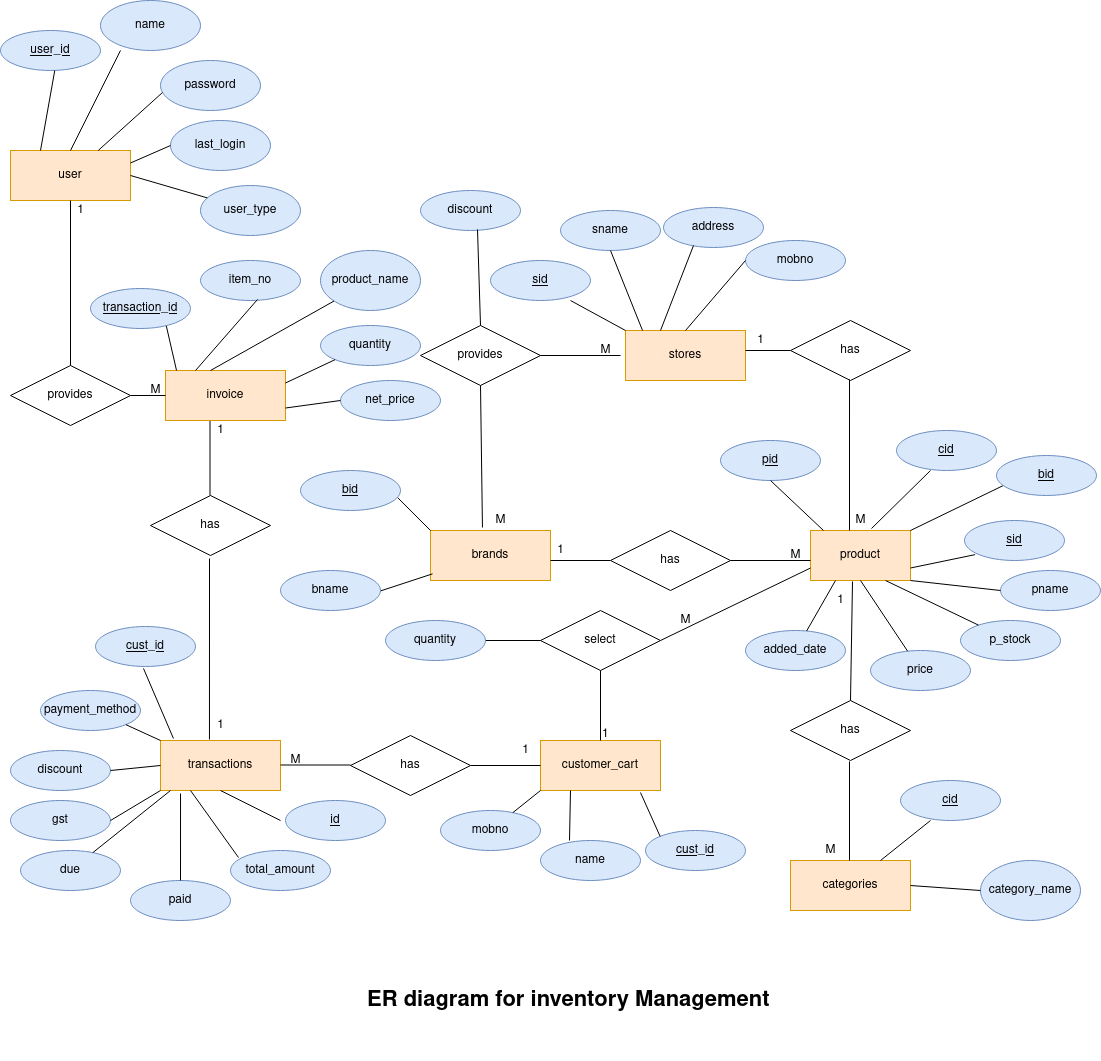 name
user_id
password
last_login
user
user_type
1
discount
sname
address
mobno
item_no
product_name
sid
transaction_id
quantity
provides
M
stores
1
has
provides
M
invoice
net_price
1
pid
cid
bid
bid
has
M
M
brands
1
has
M
product
sid
bname
pname
1
M
cust_id
quantity
select
added_date
p_stock
price
payment_method
1
has
1
discount
transactions
M
has
1
customer_cart
gst
id
mobno
cid
due
total_amount
name
cust_id
M
paid
categories
category_name
ER diagram for inventory Management